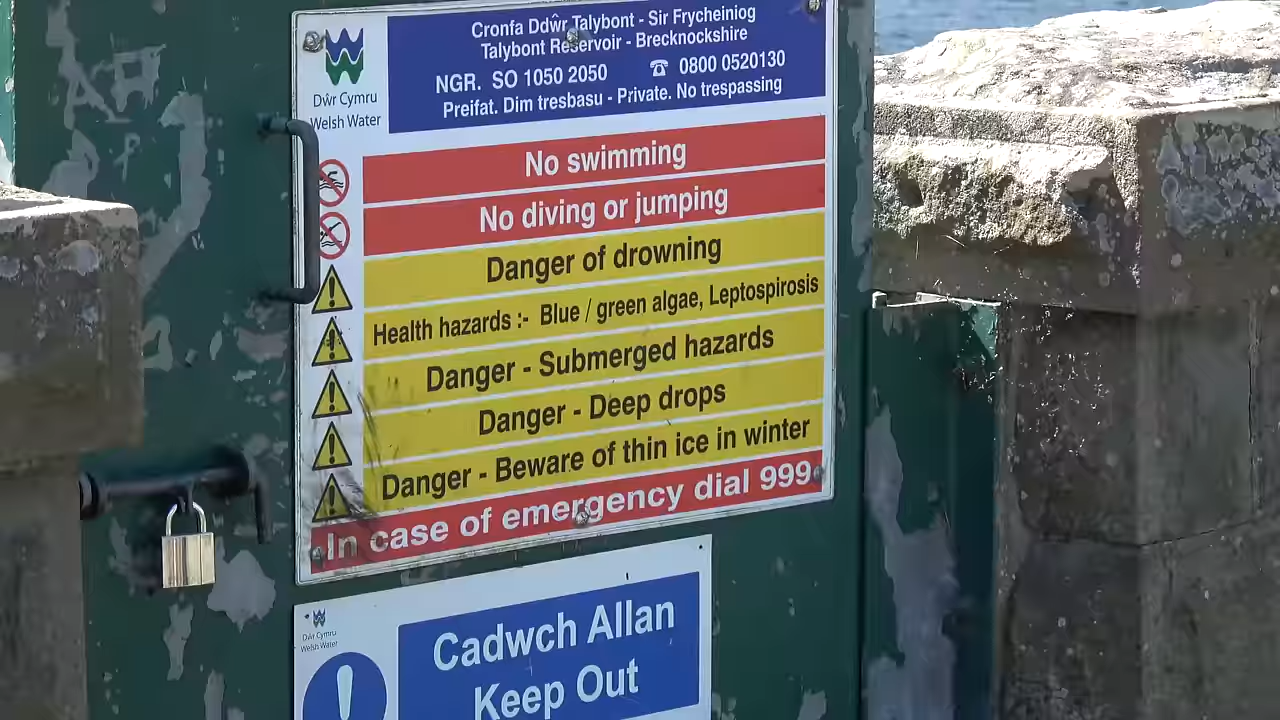 Dŵr Cymru
Welsh Water
Cronfa Ddŵr Talybont - Sir Frycheiniog
Talybont Reservoir - Brecknockshire
NGR. SO 1050 2050 ☎ 0800 0520130
Preifat. Dim tresbasu - Private. No trespassing
No swimming
No diving or jumping
Danger of drowning
Health hazards :- Blue / green algae, Leptospirosis
Danger - Submerged hazards
Danger - Deep drops
Danger - Beware of thin ice in winter
In case of emergency dial 999
Dŵr Cymru
Welsh Water
Cadwch Allan
Keep Out